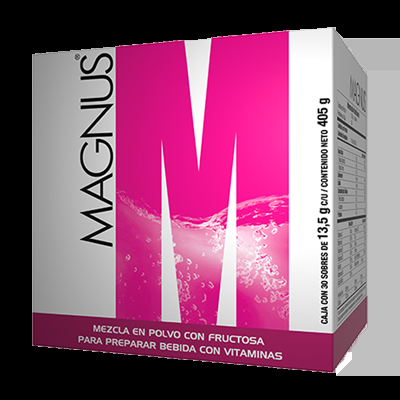 MAGNUS®
M
MEZCLA EN POLVO CON FRUCTOSA
PARA PREPARAR BEBIDA CON VITAMINAS
CAJA CON 30 SOBRES DE 13,5 g C/U / CONTENIDO NETO 405 g
MAGNUS